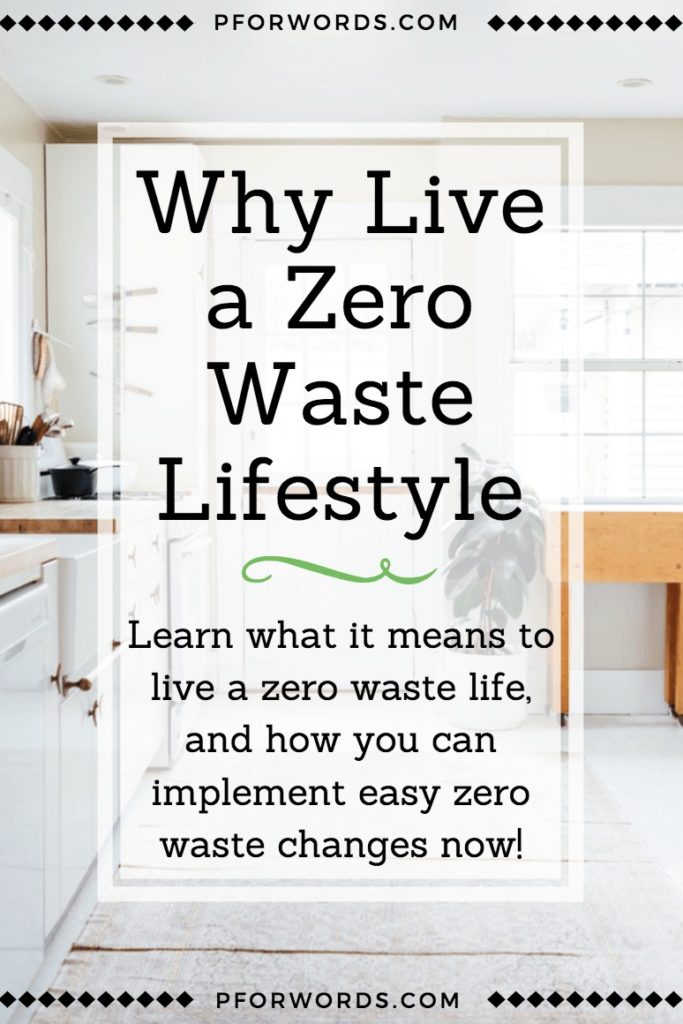 PFORWORDS.COM
Why Live
a Zero
Waste
Lifestyle
Learn what it means to
live a zero waste life,
and how you can
implement easy zero
waste changes now!
PFORWORDS.COM